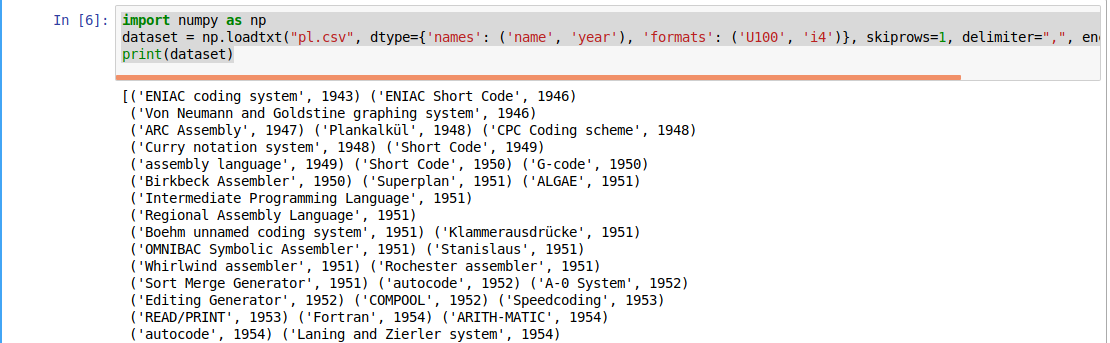 In [6]: import numpy as np
dataset = np.loadtxt("pl.csv", dtype={'names': ('name', 'year'), 'formats': ('U100', 'i4')}, skiprows=1, delimiter=",", en
print(dataset)
[('ENIAC coding system', 1943) ('ENIAC Short Code', 1946)
('Von Neumann and Goldstine graphing system', 1946)
('ARC Assembly', 1947) ('Plankalkül', 1948) ('CPC Coding scheme', 1948)
('Curry notation system', 1948) ('Short Code', 1949)
('assembly language', 1949) ('Short Code', 1950) ('G-code', 1950)
('Birkbeck Assembler', 1950) ('Superplan', 1951) ('ALGAE', 1951)
('Intermediate Programming Language', 1951)
('Regional Assembly Language', 1951)
('Boehm unnamed coding system', 1951) ('Klammerausdrücke', 1951)
('OMNIBAC Symbolic Assembler', 1951) ('Stanislaus', 1951)
('Whirlwind assembler', 1951) ('Rochester assembler', 1951)
('Sort Merge Generator', 1951) ('autocode', 1952) ('A-0 System', 1952)
('Editing Generator', 1952) ('COMPOOL', 1952) ('Speedcoding', 1953)
('READ/PRINT', 1953) ('Fortran', 1954) ('ARITH-MATIC', 1954)
('autocode', 1954) ('Laning and Zierler system', 1954)